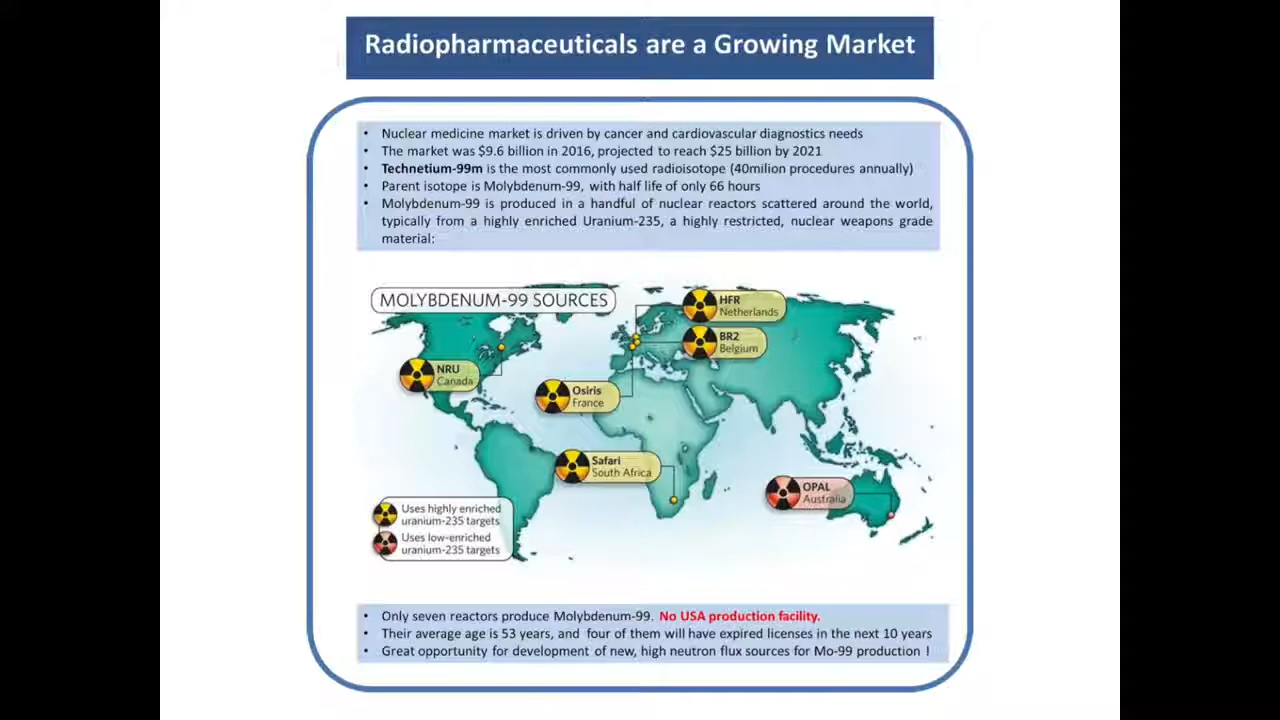 Radiopharmaceuticals are a Growing Market
• Nuclear medicine market is driven by cancer and cardiovascular diagnostics needs
• The market was $9.6 billion in 2016, projected to reach $25 billion by 2021
• Technetium-99m is the most commonly used radioisotope (40milion procedures annually)
• Parent isotope is Molybdenum-99, with half life of only 66 hours
• Molybdenum-99 is produced in a handful of nuclear reactors scattered around the world,
typically from a highly enriched Uranium-235, a highly restricted, nuclear weapons grade
material:
MOLYBDENUM-99 SOURCES
HFR
Netherlands
BR2
Belgium
NRU
Canada
Osiris
France
Safari
South Africa
OPAL
Australia
Uses highly enriched
uranium-235 targets
Uses low-enriched
uranium-235 targets
• Only seven reactors produce Molybdenum-99. No USA production facility.
• Their average age is 53 years, and four of them will have expired licenses in the next 10 years
• Great opportunity for development of new, high neutron flux sources for Mo-99 production !